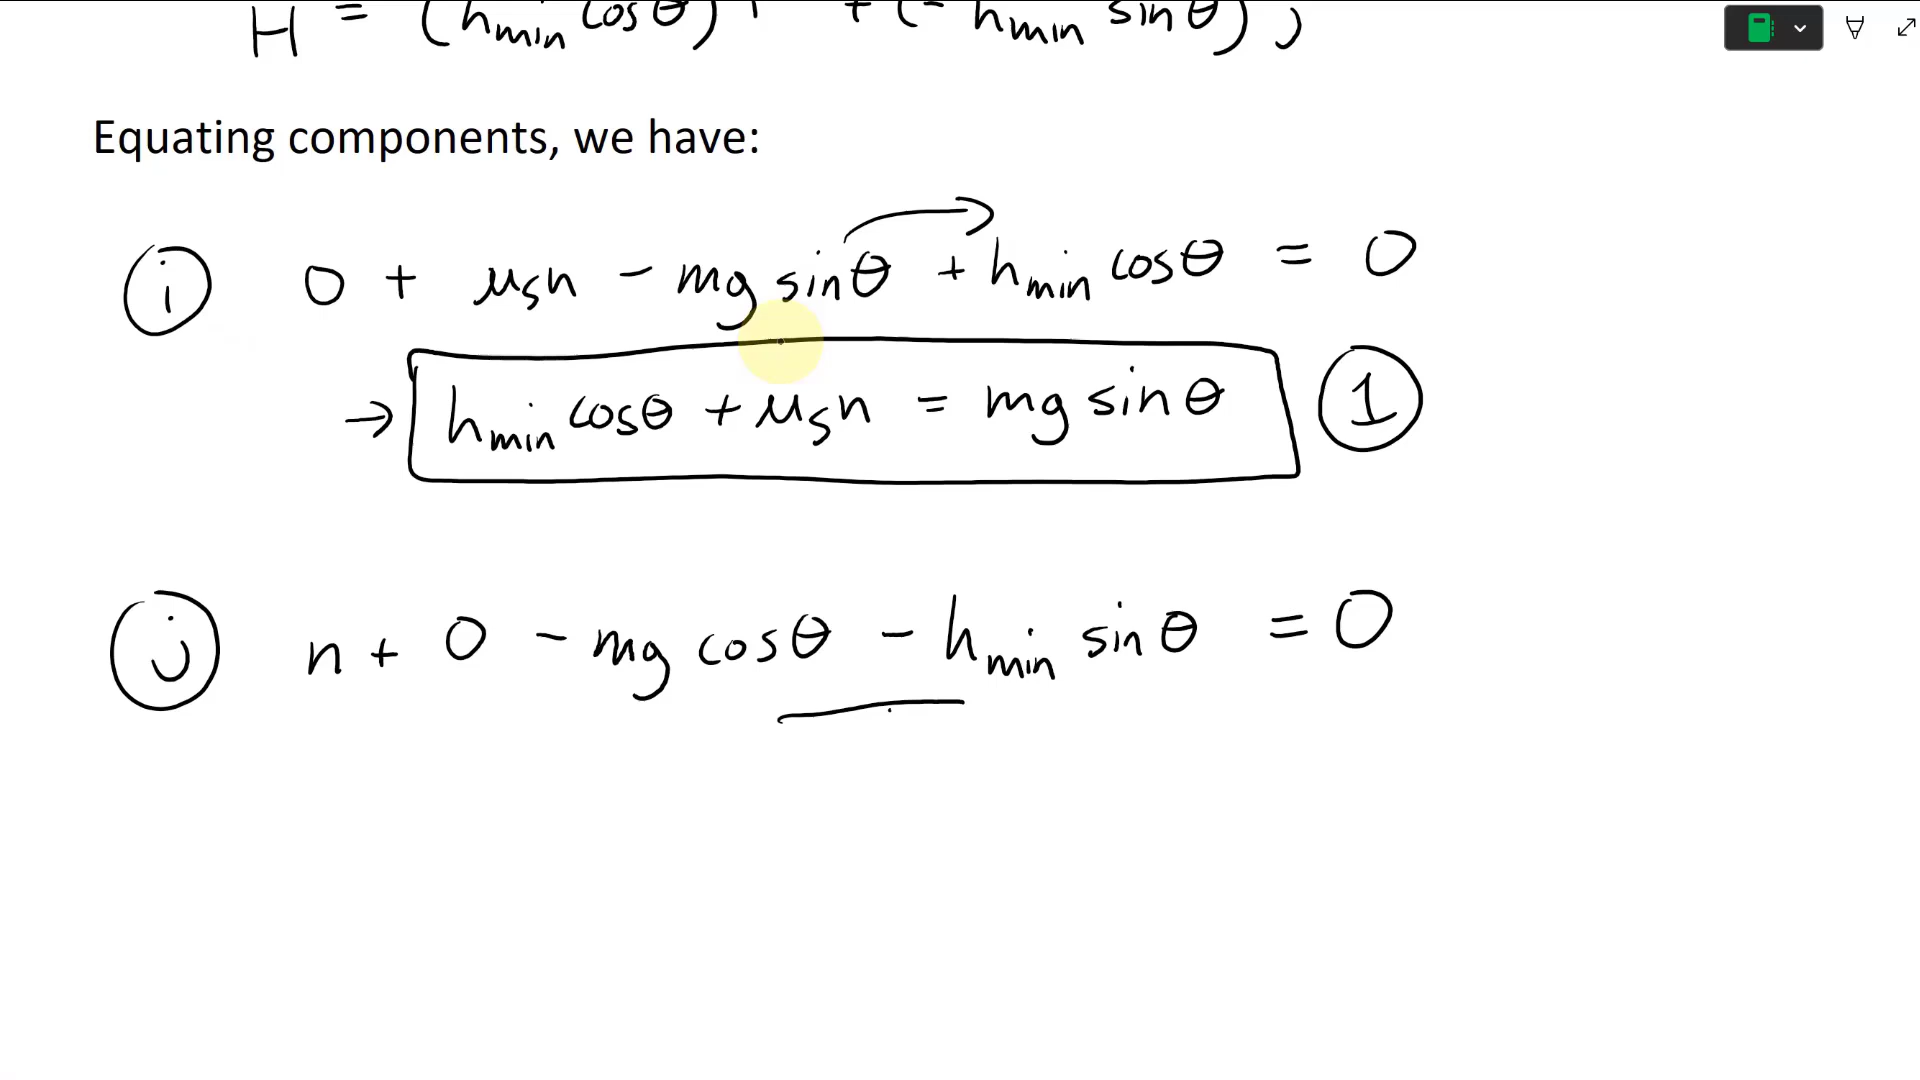 H = (h_min cosθ) + (- h_min sinθ) j
Equating components, we have:
i 0 + μ_s n - mg sinθ + h_min cosθ = 0
→ h_min cosθ + μ_s n = mg sinθ 1
j n + 0 - mg cosθ - h_min sinθ = 0